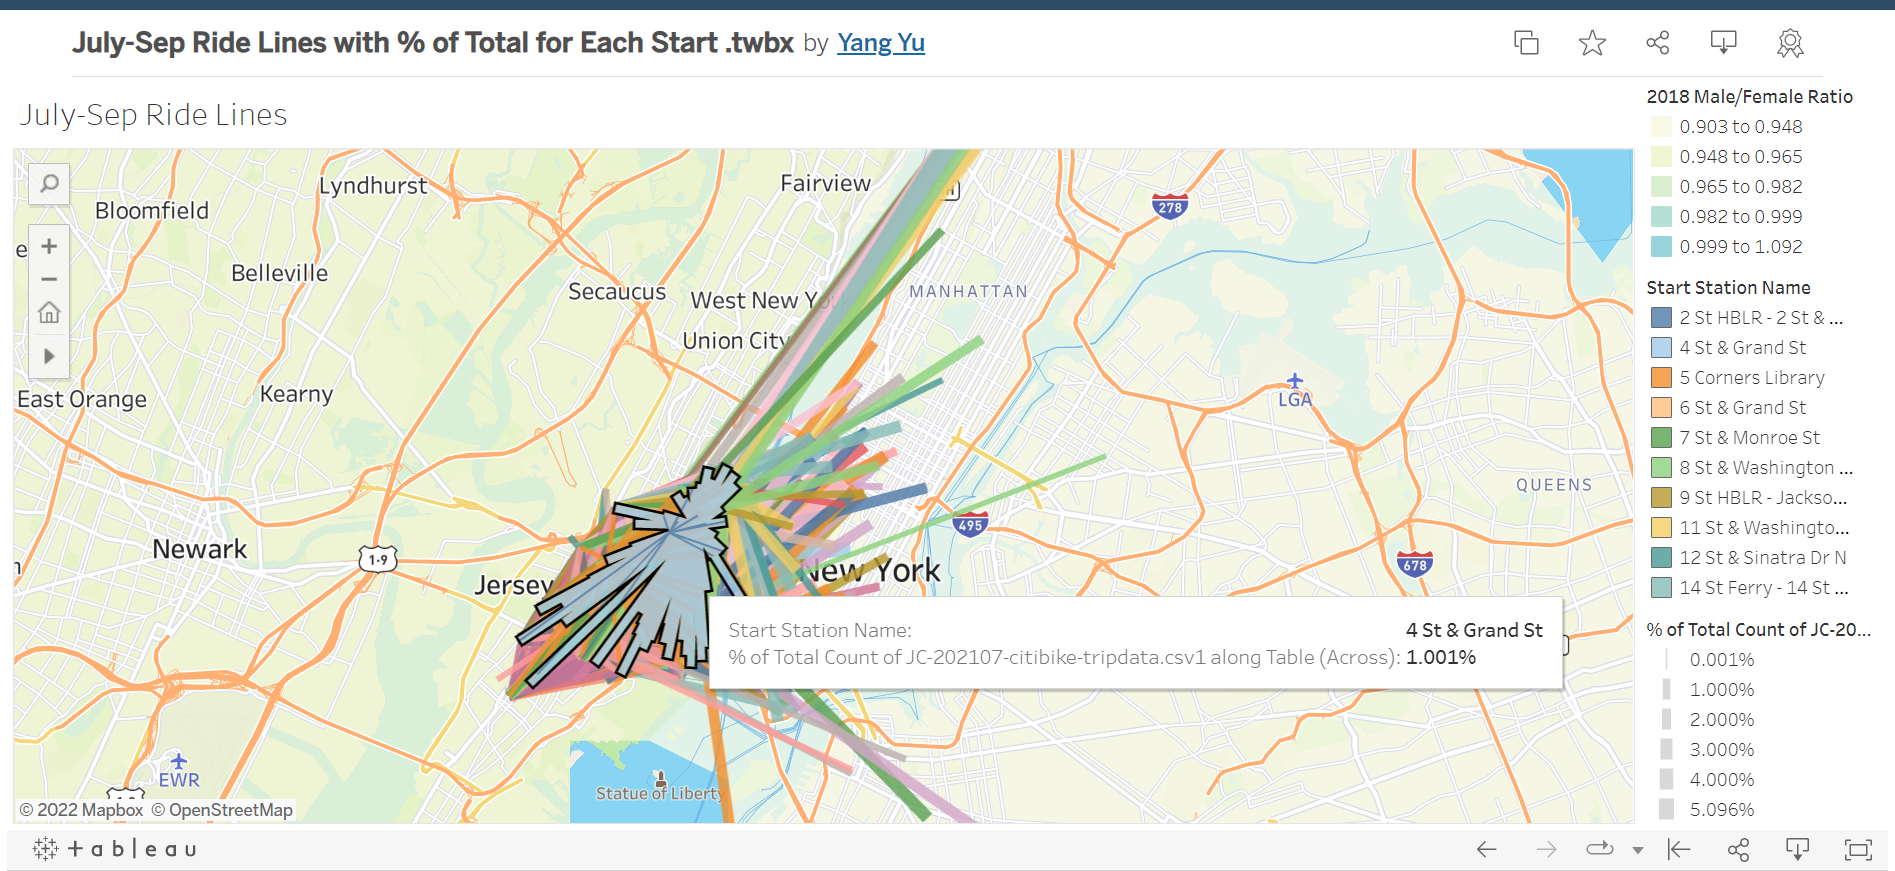 July-Sep Ride Lines with % of Total for Each Start .twbx by Yang Yu
July-Sep Ride Lines
Lyndhurst
Fairview
Bloomfield
278
Belleville
Secaucus
West New Yo
MANHATTAN
Union City
East Orange
Kearny
LGA
QUEENS
495
Newark
1-9
678
Jersey
New York
Start Station Name: 4 St & Grand St
% of Total Count of JC-202107-citibike-tripdata.csv1 along Table (Across): 1.001%
EWR
Statue of Liberty
© 2022 Mapbox © OpenStreetMap
2018 Male/Female Ratio
0.903 to 0.948
0.948 to 0.965
0.965 to 0.982
0.982 to 0.999
0.999 to 1.092
Start Station Name
2 St HBLR - 2 St & ...
4 St & Grand St
5 Corners Library
6 St & Grand St
7 St & Monroe St
8 St & Washington ...
9 St HBLR - Jackso...
11 St & Washingto...
12 St & Sinatra Dr N
14 St Ferry - 14 St ...
% of Total Count of JC-20...
0.001%
1.000%
2.000%
3.000%
4.000%
5.096%
+ a b l e a u